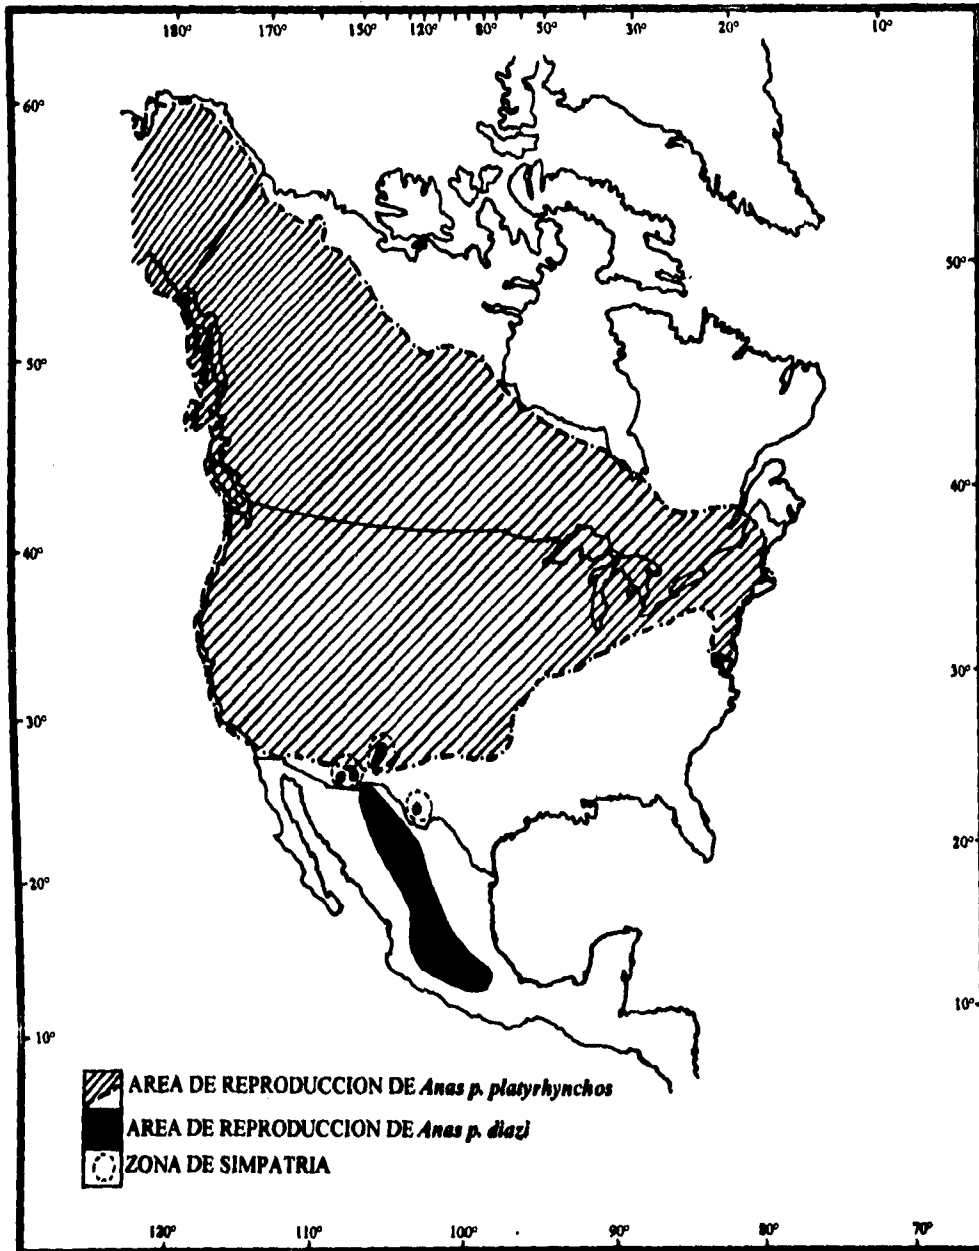 180° 170° 150° 120° 80° 50° 30° 20° 10°
60°
50°
50°
40°
40°
30°
30°
20°
20°
10°
10°
AREA DE REPRODUCCION DE Anas p. platyrhynchos
AREA DE REPRODUCCION DE Anas p. diazi
ZONA DE SIMPATRIA
120° 110° 100° 90° 80° 70°